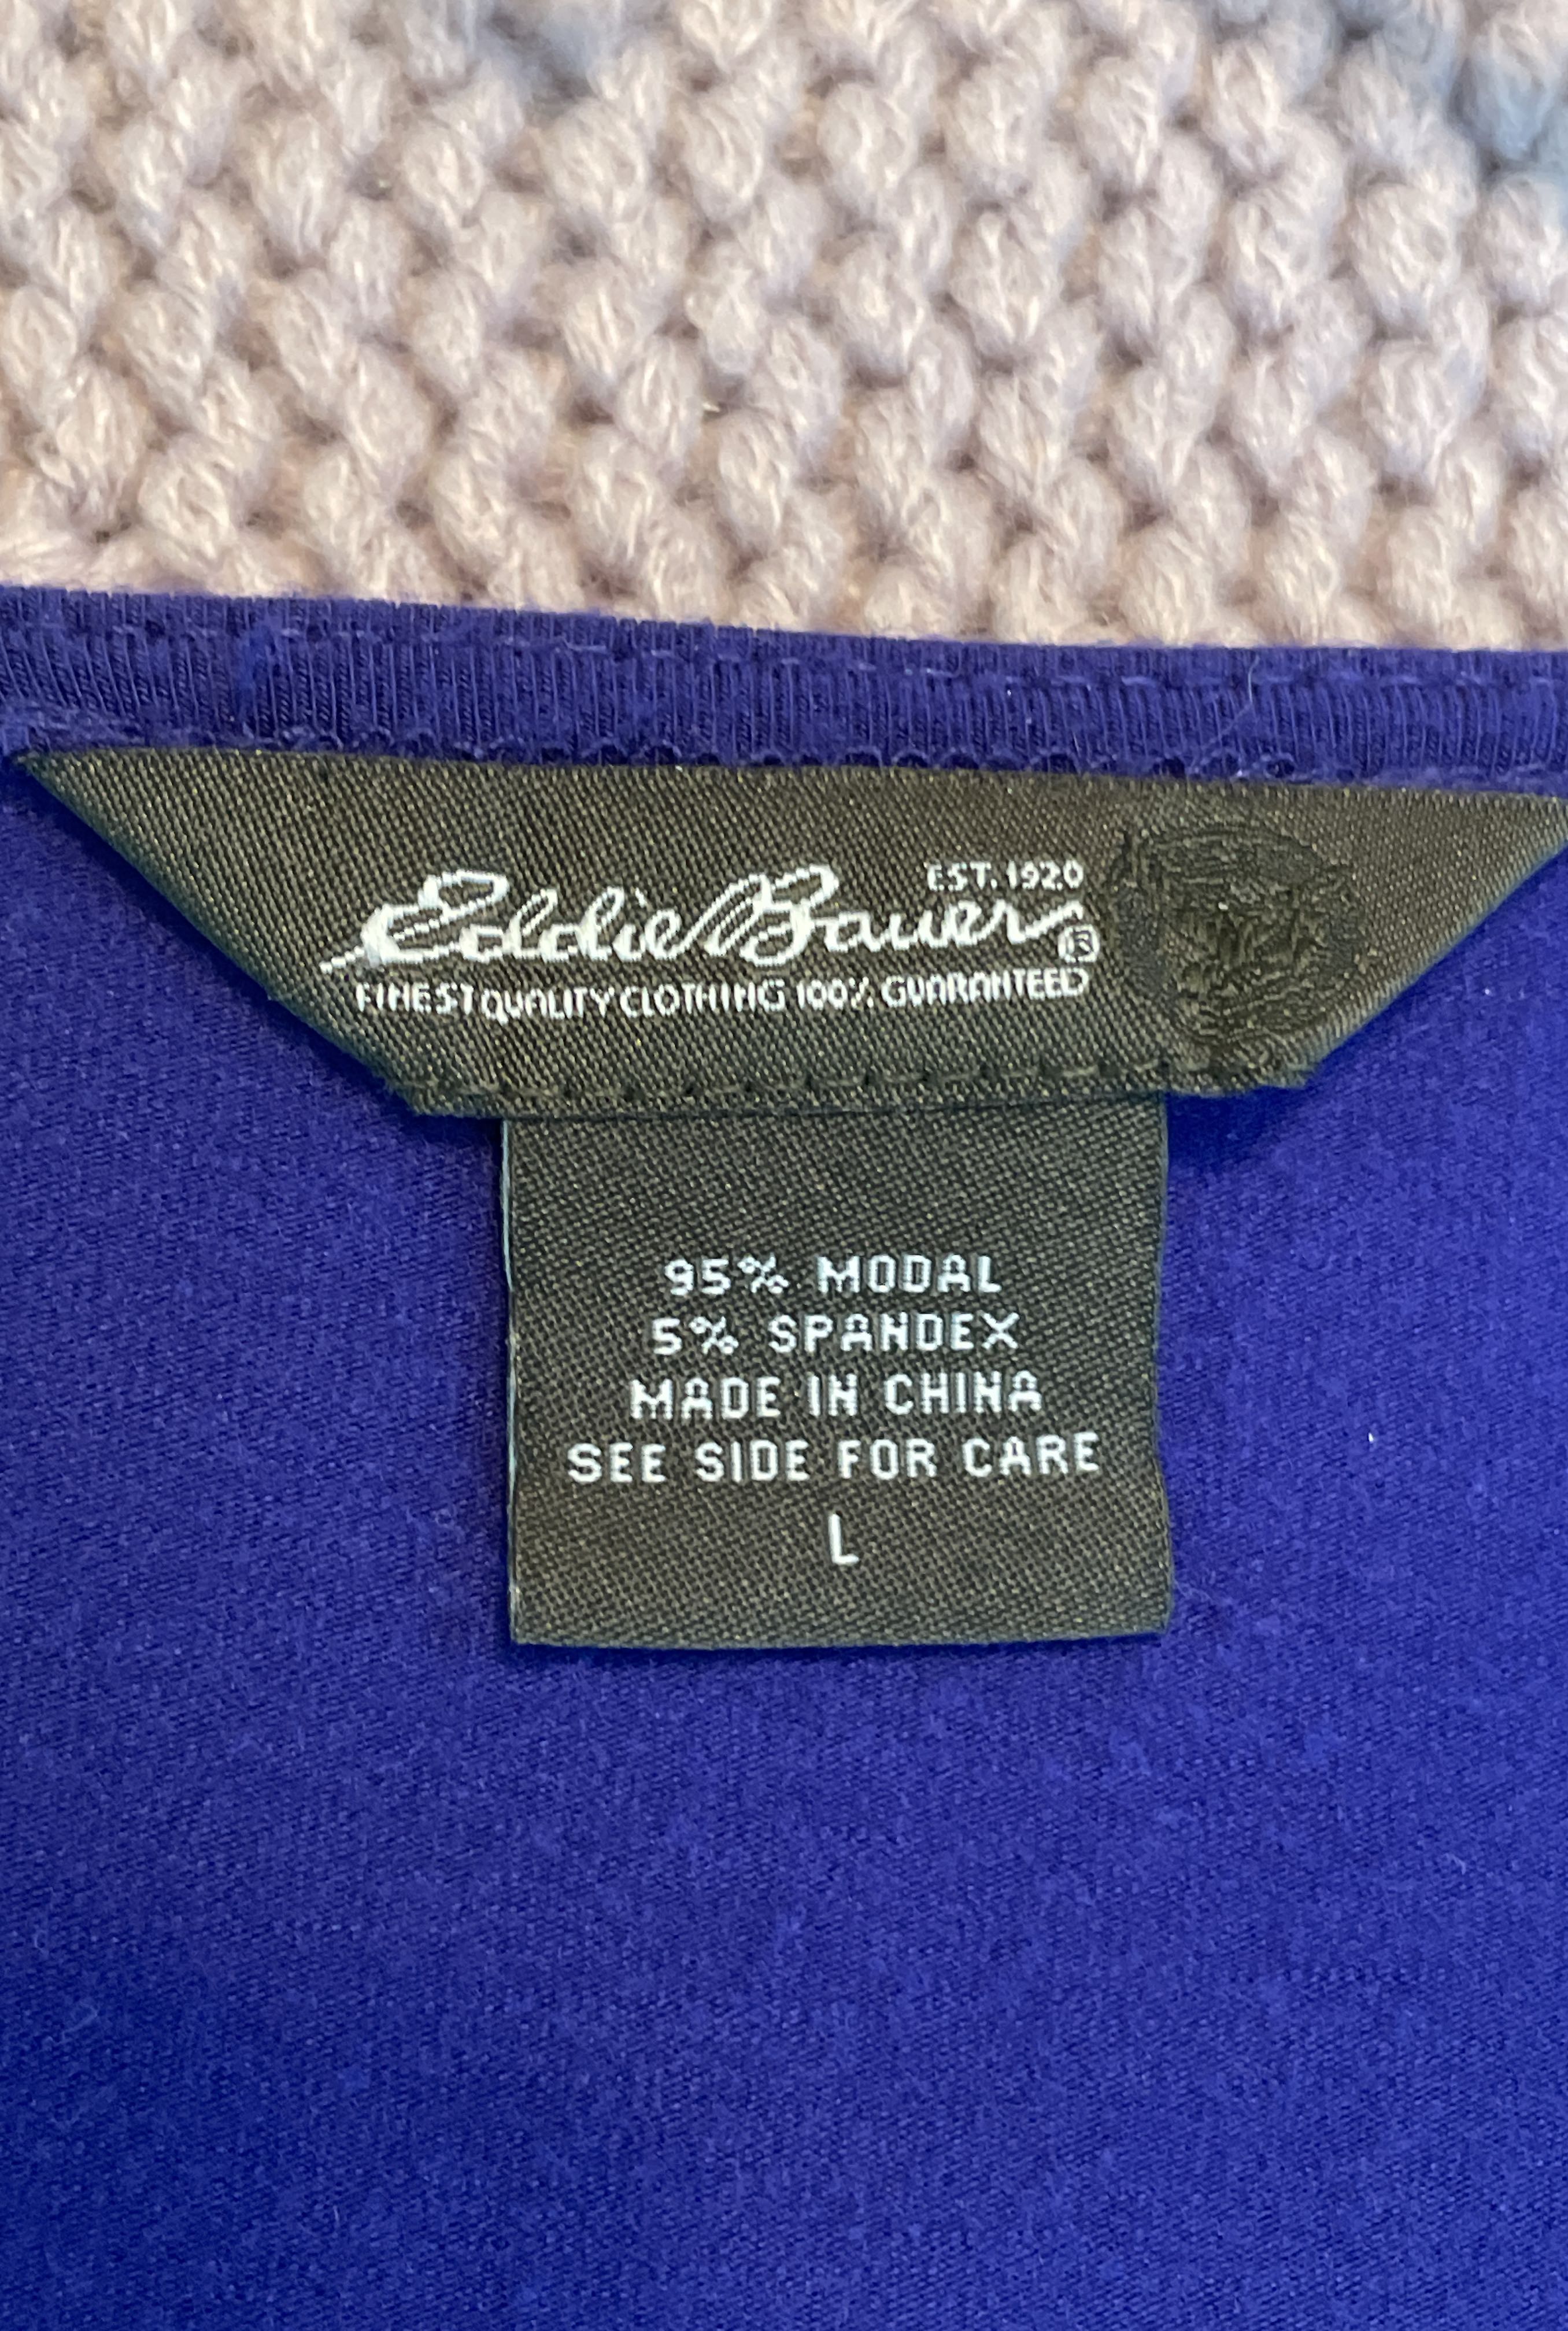 EST. 1920
Eddie Bauer ®
FINEST QUALITY CLOTHING 100% GUARANTEED
95% MODAL
5% SPANDEX
MADE IN CHINA
SEE SIDE FOR CARE
L